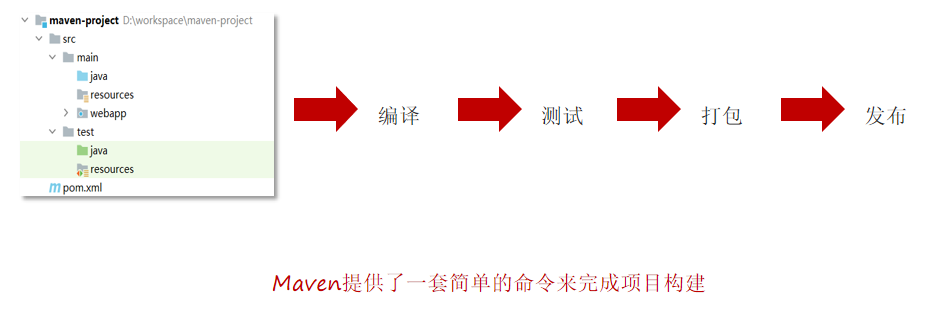 maven-project D:\workspace\maven-project
src
main
java
resources
webapp
test
java
resources
pom.xml
编译
测试
打包
发布
Maven提供了一套简单的命令来完成项目构建